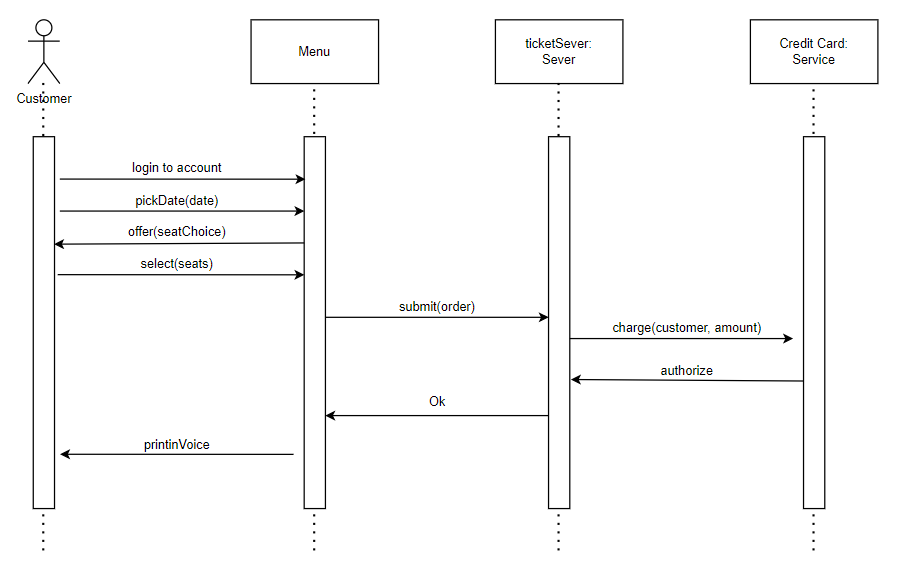 Menu
ticketSever:
Sever
Credit Card:
Service
Customer
login to account
pickDate(date)
offer(seatChoice)
select(seats)
submit(order)
charge(customer, amount)
authorize
Ok
printinVoice